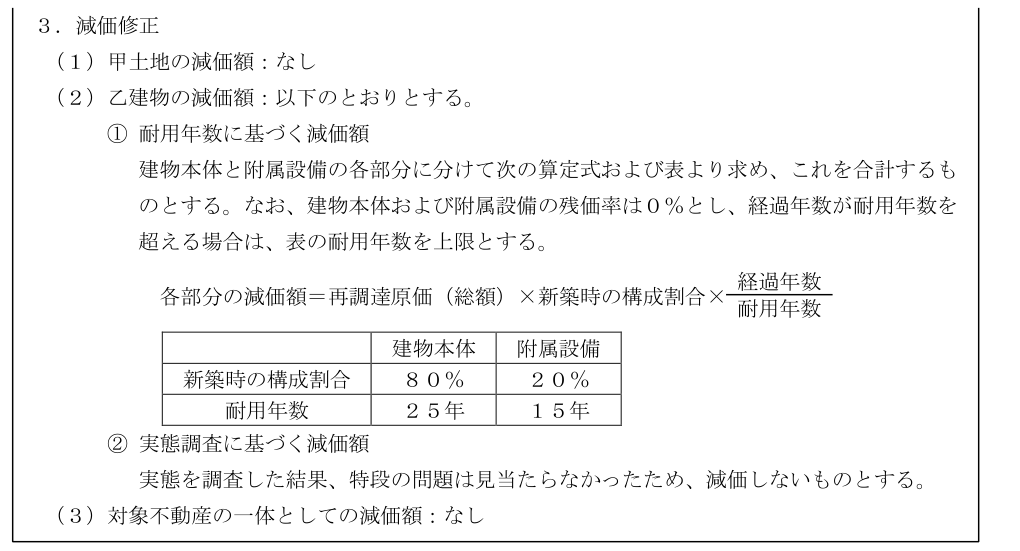 ３．減価修正
（１）甲土地の減価額：なし
（２）乙建物の減価額：以下のとおりとする。
① 耐用年数に基づく減価額
建物本体と附属設備の各部分に分けて次の算定式および表より求め、これを合計するも
のとする。なお、建物本体および附属設備の残価率は０％とし、経過年数が耐用年数を
超える場合は、表の耐用年数を上限とする。
各部分の減価額＝再調達原価（総額）×新築時の構成割合×経過年数/耐用年数
建物本体 附属設備
新築時の構成割合 ８０％ ２０％
耐用年数 ２５年 １５年
② 実態調査に基づく減価額
実態を調査した結果、特段の問題は見当たらなかったため、減価しないものとする。
（３）対象不動産の一体としての減価額：なし